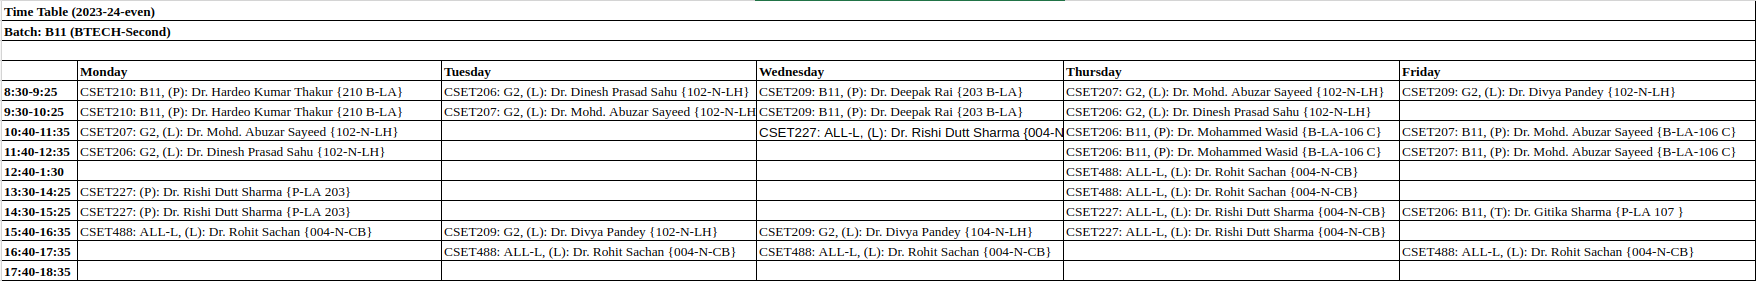 Time Table (2023-24-even)
Batch: B11 (BTECH-Second)
Monday Tuesday Wednesday Thursday Friday
8:30-9:25 CSET210: B11, (P): Dr. Hardeo Kumar Thakur {210 B-LA} CSET206: G2, (L): Dr. Dinesh Prasad Sahu {102-N-LH} CSET209: B11, (P): Dr. Deepak Rai {203 B-LA} CSET207: G2, (L): Dr. Mohd. Abuzar Sayeed {102-N-LH} CSET209: G2, (L): Dr. Divya Pandey {102-N-LH}
9:30-10:25 CSET210: B11, (P): Dr. Hardeo Kumar Thakur {210 B-LA} CSET207: G2, (L): Dr. Mohd. Abuzar Sayeed {102-N-LH CSET209: B11, (P): Dr. Deepak Rai {203 B-LA} CSET206: G2, (L): Dr. Dinesh Prasad Sahu {102-N-LH}
10:40-11:35 CSET207: G2, (L): Dr. Mohd. Abuzar Sayeed {102-N-LH} CSET227: ALL-L, (L): Dr. Rishi Dutt Sharma {004-N CSET206: B11, (P): Dr. Mohammed Wasid {B-LA-106 C} CSET207: B11, (P): Dr. Mohd. Abuzar Sayeed {B-LA-106 C}
11:40-12:35 CSET206: G2, (L): Dr. Dinesh Prasad Sahu {102-N-LH} CSET206: B11, (P): Dr. Mohammed Wasid {B-LA-106 C} CSET207: B11, (P): Dr. Mohd. Abuzar Sayeed {B-LA-106 C}
12:40-1:30 CSET488: ALL-L, (L): Dr. Rohit Sachan {004-N-CB}
13:30-14:25 CSET227: (P): Dr. Rishi Dutt Sharma {P-LA 203} CSET488: ALL-L, (L): Dr. Rohit Sachan {004-N-CB}
14:30-15:25 CSET227: (P): Dr. Rishi Dutt Sharma {P-LA 203} CSET227: ALL-L, (L): Dr. Rishi Dutt Sharma {004-N-CB} CSET206: B11, (T): Dr. Gitika Sharma {P-LA 107 }
15:40-16:35 CSET488: ALL-L, (L): Dr. Rohit Sachan {004-N-CB} CSET209: G2, (L): Dr. Divya Pandey {102-N-LH} CSET209: G2, (L): Dr. Divya Pandey {104-N-LH} CSET227: ALL-L, (L): Dr. Rishi Dutt Sharma {004-N-CB}
16:40-17:35 CSET488: ALL-L, (L): Dr. Rohit Sachan {004-N-CB} CSET488: ALL-L, (L): Dr. Rohit Sachan {004-N-CB} CSET488: ALL-L, (L): Dr. Rohit Sachan {004-N-CB}
17:40-18:35